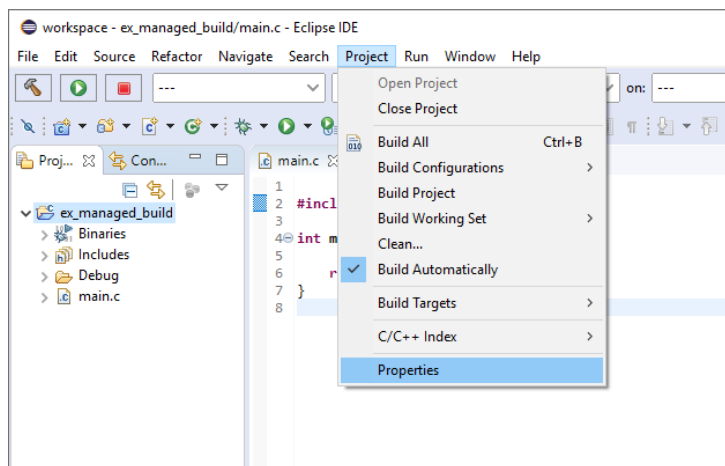 workspace - ex_managed_build/main.c - Eclipse IDE
File Edit Source Refactor Navigate Search Project Run Window Help
--- on: ---
Open Project
Close Project
Build All Ctrl+B
Build Configurations
Build Project
Build Working Set
Clean...
Build Automatically
Build Targets
C/C++ Index
Properties
Proj... Con...
ex_managed_build
Binaries
Includes
Debug
main.c
main.c
1
2 #incl
3
4 int m
5
6 r
7 }
8